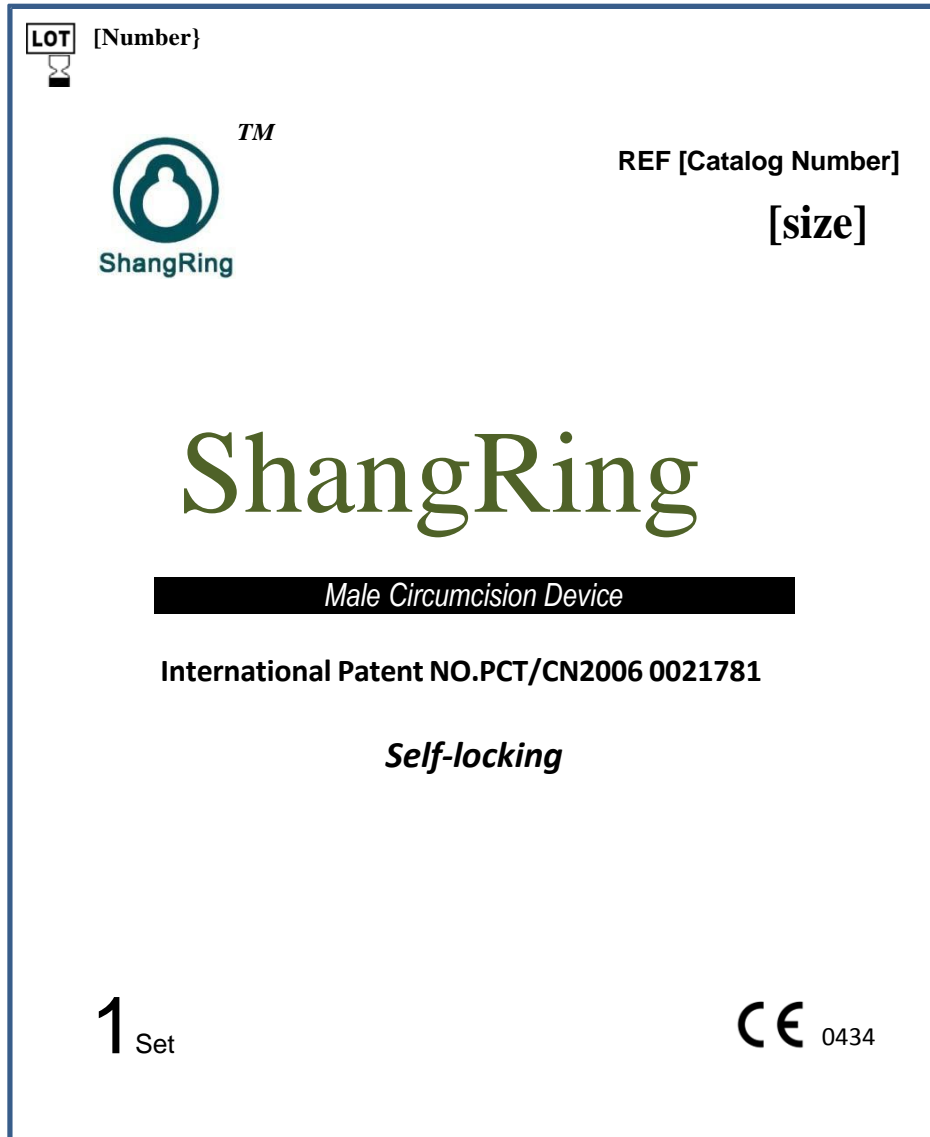 LOT [Number}
TM
REF [Catalog Number]
[size]
ShangRing
ShangRing
Male Circumcision Device
International Patent NO.PCT/CN2006 0021781
Self-locking
1 Set
CE 0434